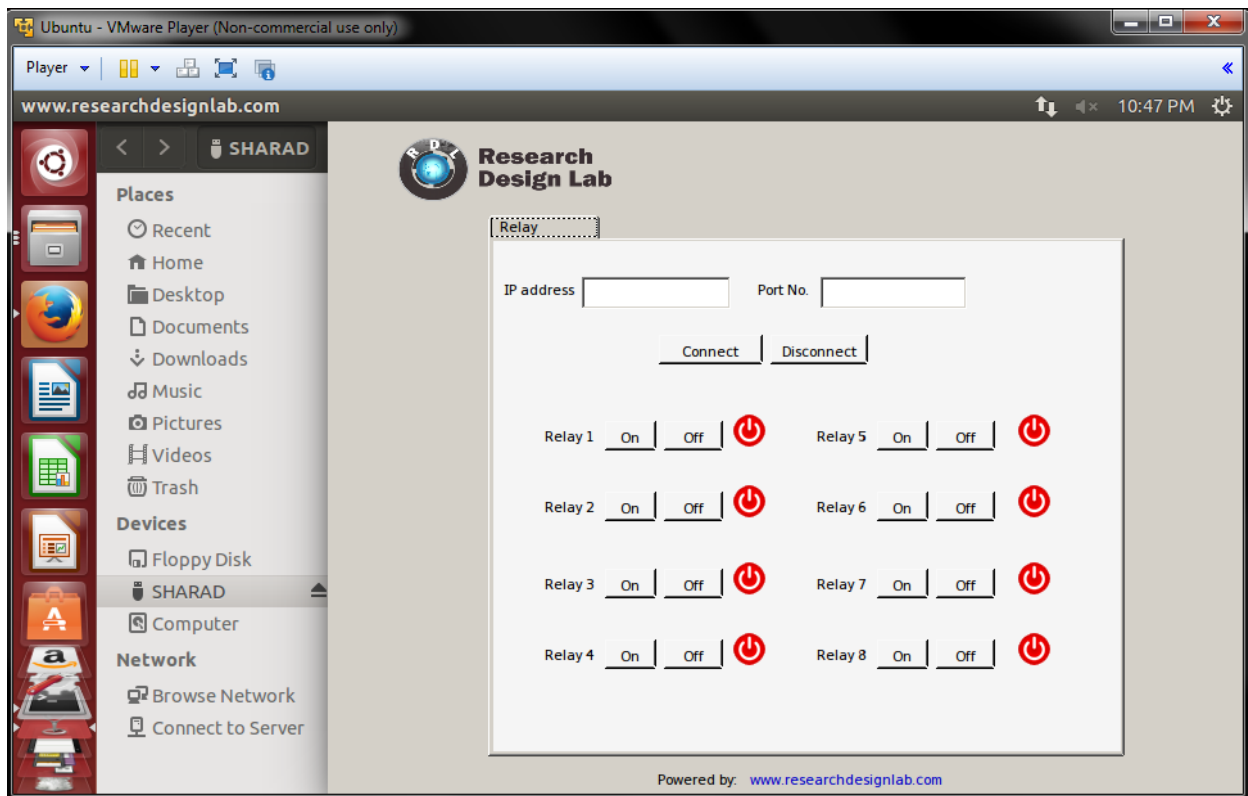 Ubuntu - VMware Player (Non-commercial use only)
Player
www.researchdesignlab.com
10:47 PM
SHARAD
Places
Recent
Home
Desktop
Documents
Downloads
Music
Pictures
Videos
Trash
Devices
Floppy Disk
SHARAD
Computer
Network
Browse Network
Connect to Server
R D L
Research
Design Lab
Relay
IP address Port No.
Connect Disconnect
Relay 1 On Off Relay 5 On Off
Relay 2 On Off Relay 6 On Off
Relay 3 On Off Relay 7 On Off
Relay 4 On Off Relay 8 On Off
Powered by: www.researchdesignlab.com